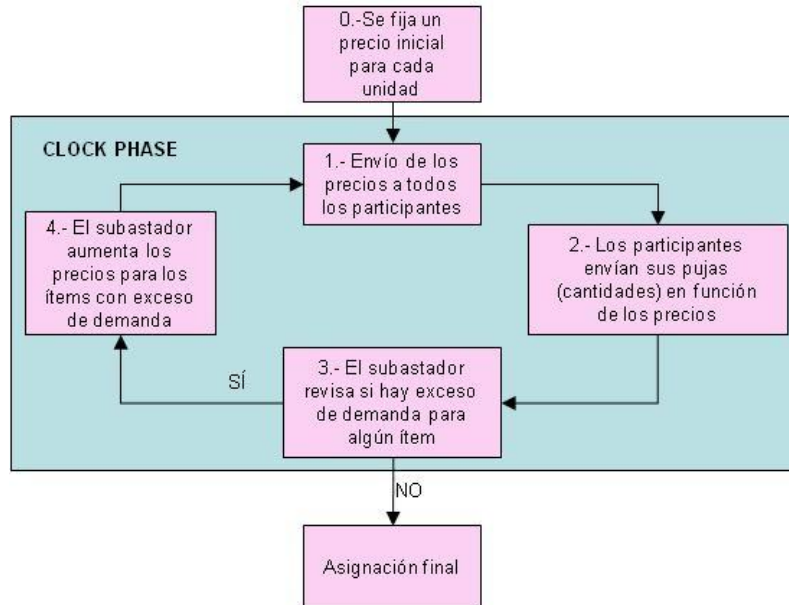 0.-Se fija un
precio inicial
para cada
unidad
CLOCK PHASE
1.- Envío de los
precios a todos
los participantes
2.- Los participantes
envían sus pujas
(cantidades) en función
de los precios
3.- El subastador
revisa si hay exceso
de demanda para
algún ítem
SÍ
4.- El subastador
aumenta los
precios para los
ítems con exceso
de demanda
NO
Asignación final